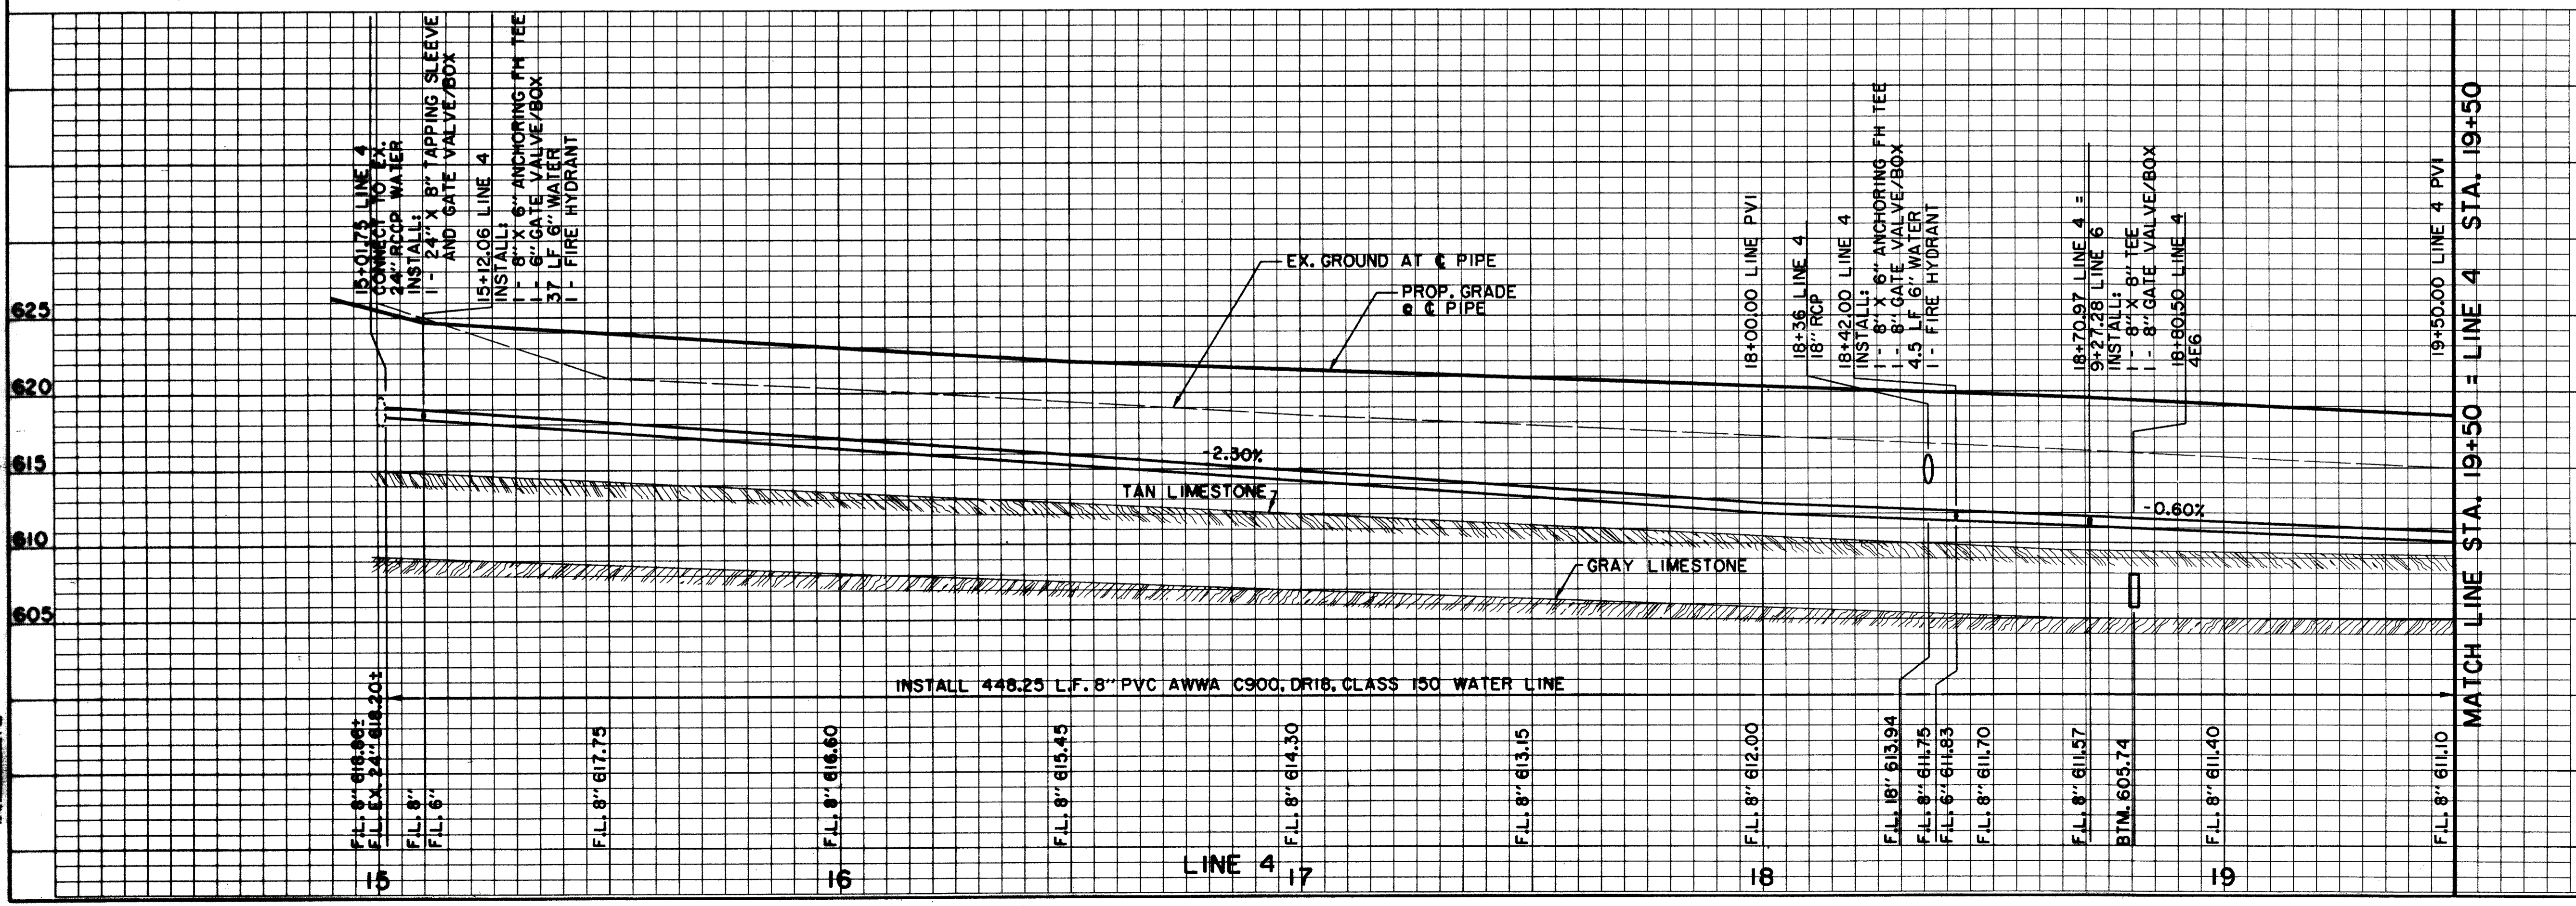 15+01.75 LINE 4
CONNECT TO EX.
24" RCCP WATER
INSTALL:
1 - 24" X 8" TAPPING SLEEVE
AND GATE VALVE/BOX
15+12.06 LINE 4
INSTALL:
1 - 8" X 6" ANCHORING FH TEE
1 - 6" GATE VALVE/BOX
37 LF 6" WATER
1 - FIRE HYDRANT
EX. GROUND AT ℄ PIPE
PROP. GRADE
@ ℄ PIPE
18+00.00 LINE PVI
18+36 LINE 4
18" RCP
18+42.00 LINE 4
INSTALL:
1 - 8" X 6" ANCHORING FH TEE
1 - 8" GATE VALVE/BOX
4.5 LF 6" WATER
1 - FIRE HYDRANT
18+70.97 LINE 4 =
9+27.28 LINE 6
INSTALL:
1 - 8" X 8" TEE
1 - 8" GATE VALVE/BOX
18+80.50 LINE 4
4E6
19+50.00 LINE 4 PVI
MATCH LINE STA. 19+50 = LINE 4 STA. 19+50
625
620
615
610
605
-2.30%
TAN LIMESTONE
-0.60%
GRAY LIMESTONE
INSTALL 448.25 L.F. 8" PVC AWWA C900, DR18, CLASS 150 WATER LINE
F.L. 8"
F.L. EX. 24" 618.20±
F.L. 8"
F.L. 6"
F.L. 8" 617.75
F.L. 8" 616.60
F.L. 8" 615.45
F.L. 8" 614.30
F.L. 8" 613.15
F.L. 8" 612.00
F.L. 18" 613.94
F.L. 8" 611.75
F.L. 6" 611.83
F.L. 8" 611.70
F.L. 8" 611.57
BTM. 605.74
F.L. 8" 611.40
F.L. 8" 611.10
LINE 4
15
16
17
18
19